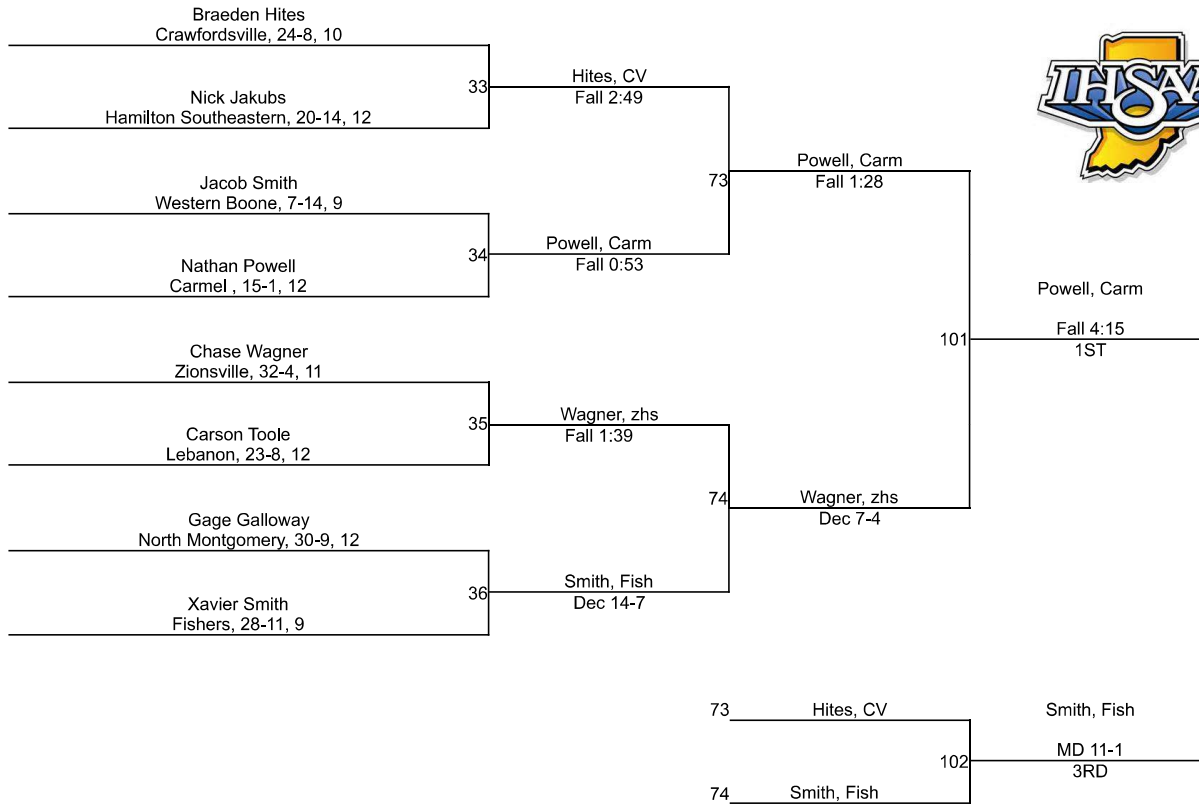 Braeden Hites
Crawfordsville, 24-8, 10
33
Nick Jakubs
Hamilton Southeastern, 20-14, 12
Hites, CV
Fall 2:49
73
Jacob Smith
Western Boone, 7-14, 9
34
Nathan Powell
Carmel , 15-1, 12
Powell, Carm
Fall 0:53
Powell, Carm
Fall 1:28
101
Chase Wagner
Zionsville, 32-4, 11
35
Carson Toole
Lebanon, 23-8, 12
Wagner, zhs
Fall 1:39
74
Gage Galloway
North Montgomery, 30-9, 12
36
Xavier Smith
Fishers, 28-11, 9
Smith, Fish
Dec 14-7
Wagner, zhs
Dec 7-4
Powell, Carm
Fall 4:15
1ST
73
Hites, CV
102
74
Smith, Fish
Smith, Fish
MD 11-1
3RD
IHSAA